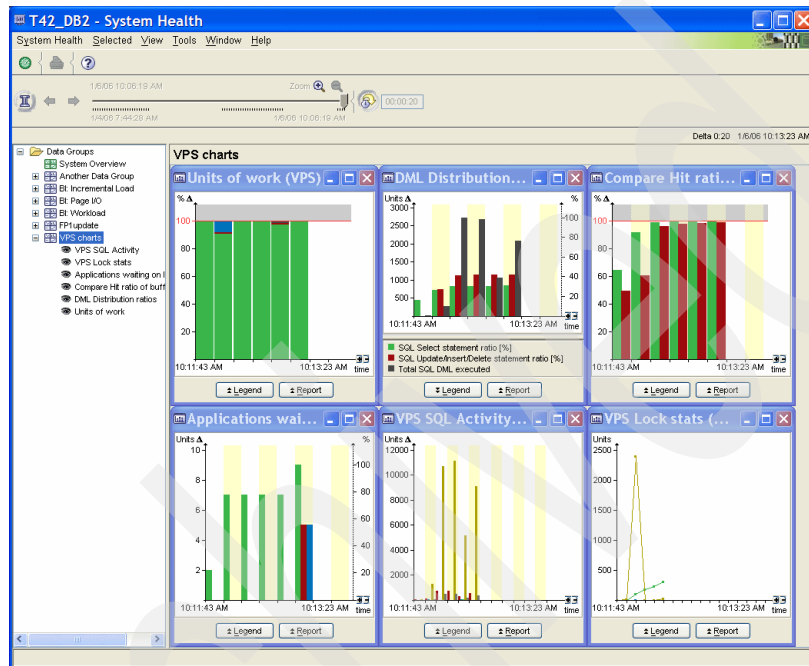 T42_DB2 - System Health
System Health Selected View Tools Window Help
1/6/06 10:06:19 AM Zoom
00:00:20
1/4/06 7:44:28 AM 1/6/06 10:06:19 AM
Delta 0:20 1/6/06 10:13:23 AM
Data Groups
System Overview
Another Data Group
Bt: Incremental Load
Bt: Page I/O
Bt: Workload
FP1update
VPS charts
VPS SQL Activity
VPS Lock stats
Applications waiting on l
Compare Hit ratio of buff
DML Distribution ratios
Units of work
VPS charts
Units of work (VPS)
% Δ
100
80
60
40
20
10:11:43 AM 10:13:23 AM
time
Legend Report
DML Distribution...
Units Δ %
3000
2500
2000
1500
1000
500
100
80
60
40
20
10:11:43 AM 10:13:23 AM
time
SQL Select statement ratio [%]
SQL Update/Insert/Delete statement ratio [%]
Total SQL DML executed
Legend Report
Compare Hit rati...
% Δ
100
80
60
40
20
10:11:43 AM 10:13:23 AM
time
Legend Report
Applications wai...
Units Δ %
10
8
6
4
2
100
80
60
40
20
10:11:43 AM 10:13:23 AM
time
Legend Report
VPS SQL Activity...
Units Δ
12000
10000
8000
6000
4000
2000
10:11:43 AM 10:13:23 AM
time
Legend Report
VPS Lock stats (...
Units
2500
2000
1500
1000
500
10:11:43 AM 10:13:23 AM
time
Legend Report